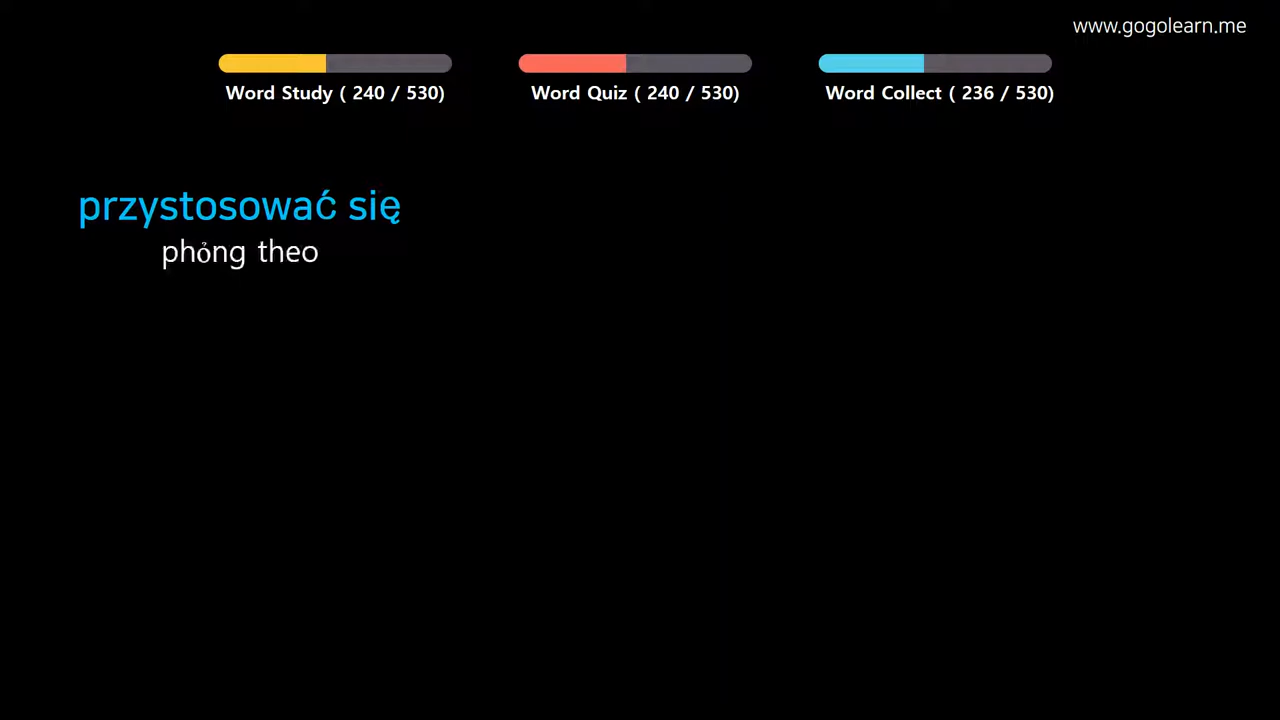 www.gogolearn.me
Word Study ( 240 / 530)
Word Quiz ( 240 / 530)
Word Collect ( 236 / 530)
przystosować się
phỏng theo